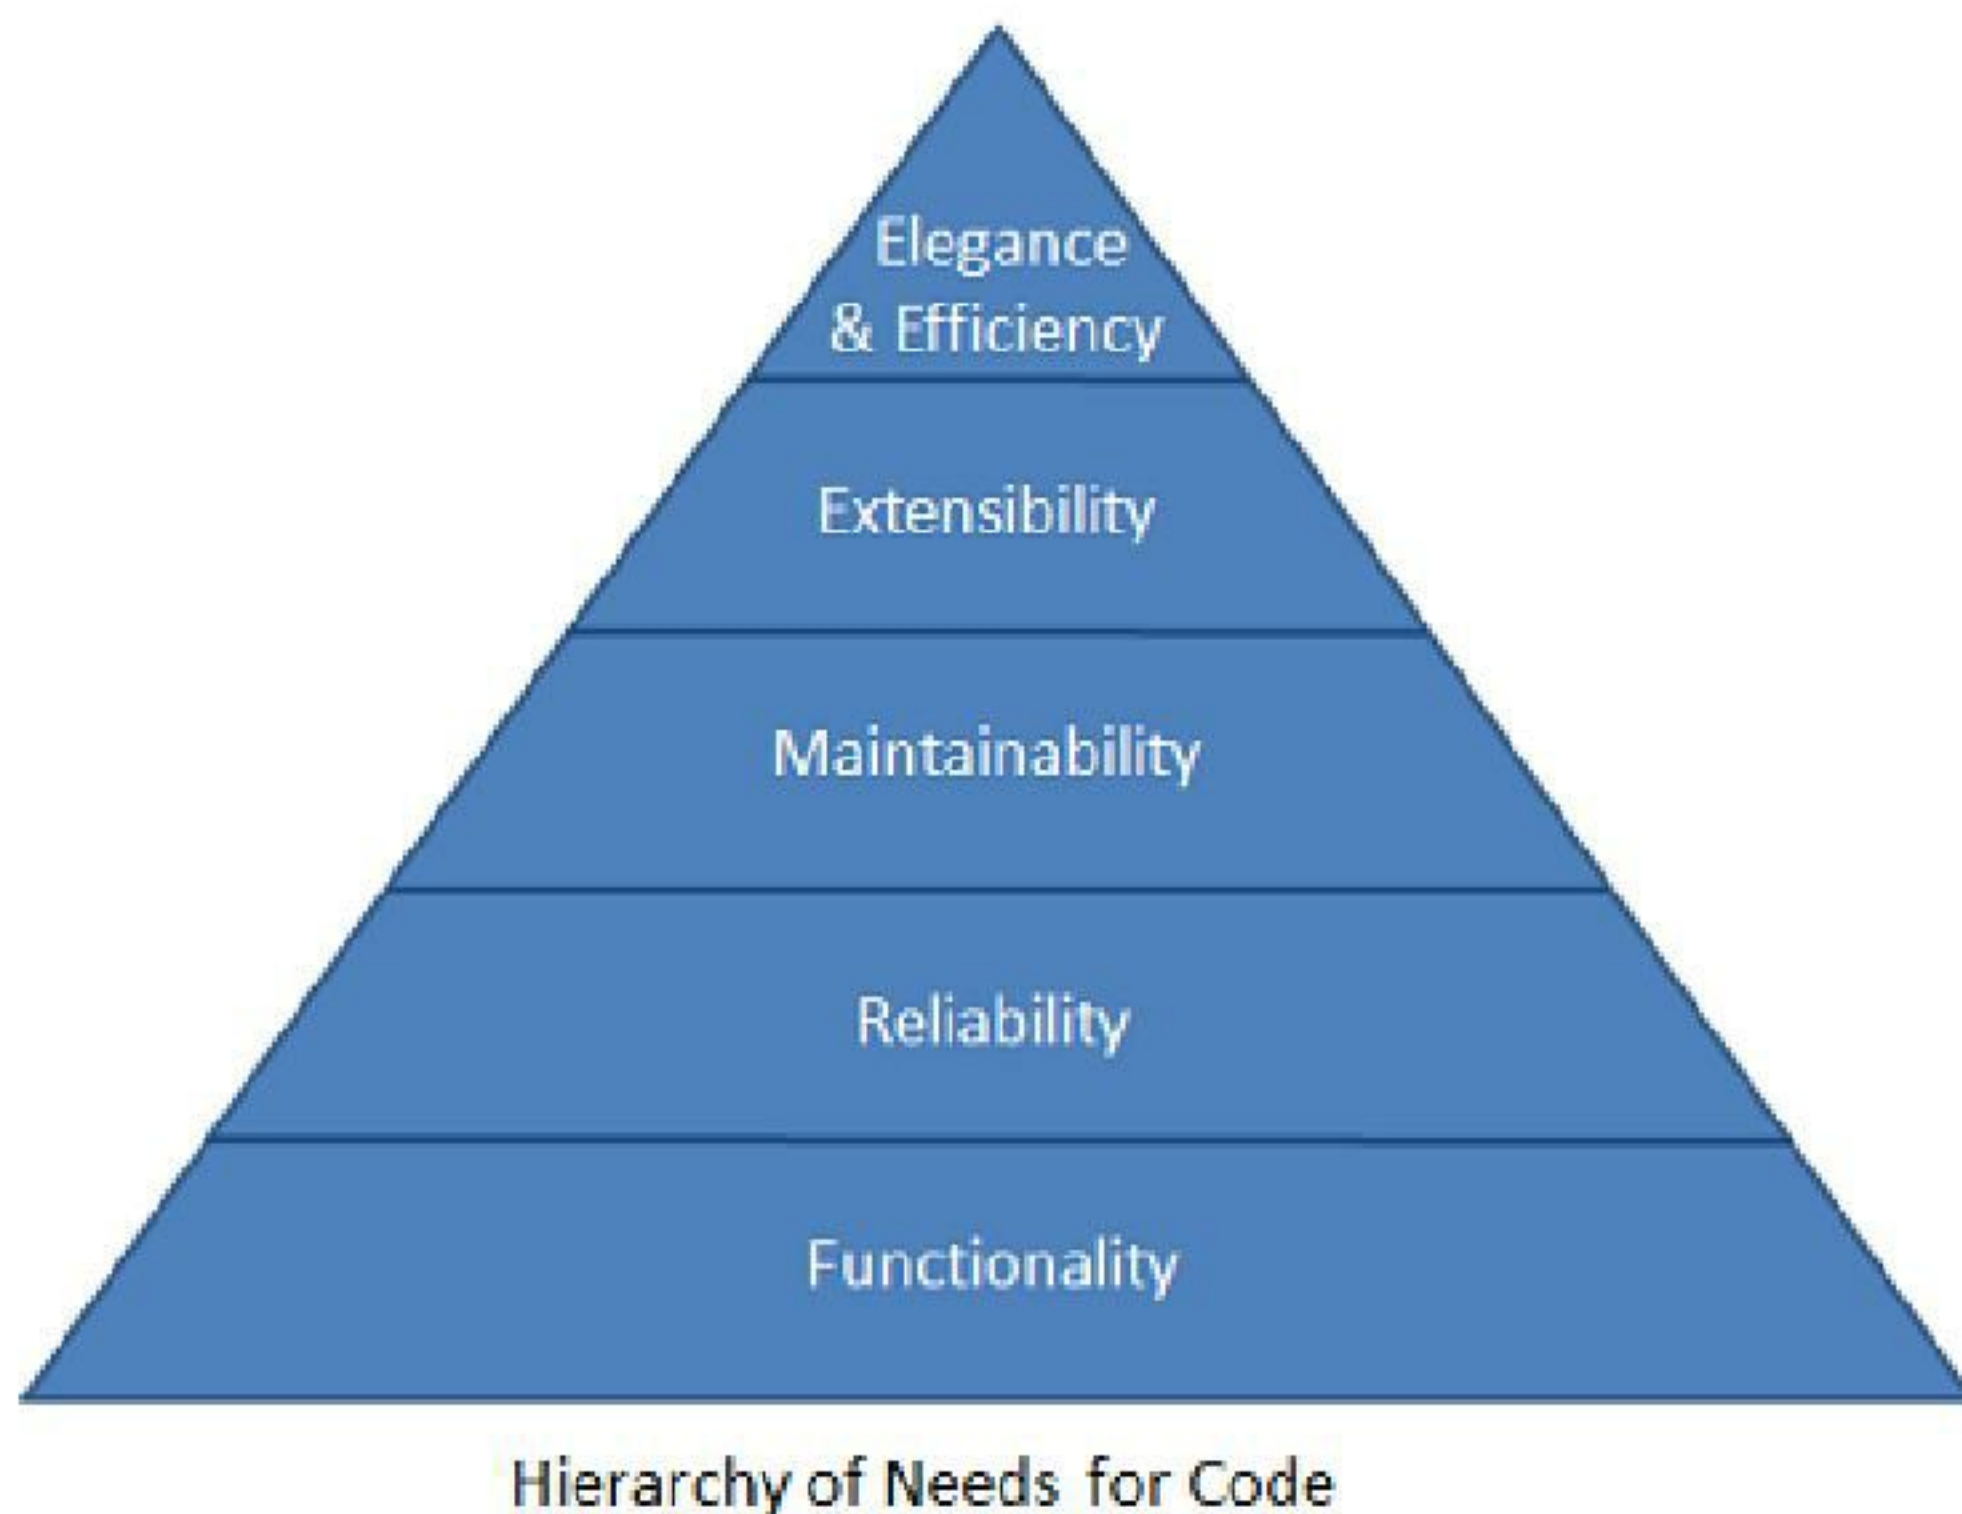 Elegance
& Efficiency
Extensibility
Maintainability
Reliability
Functionality
Hierarchy of Needs for Code